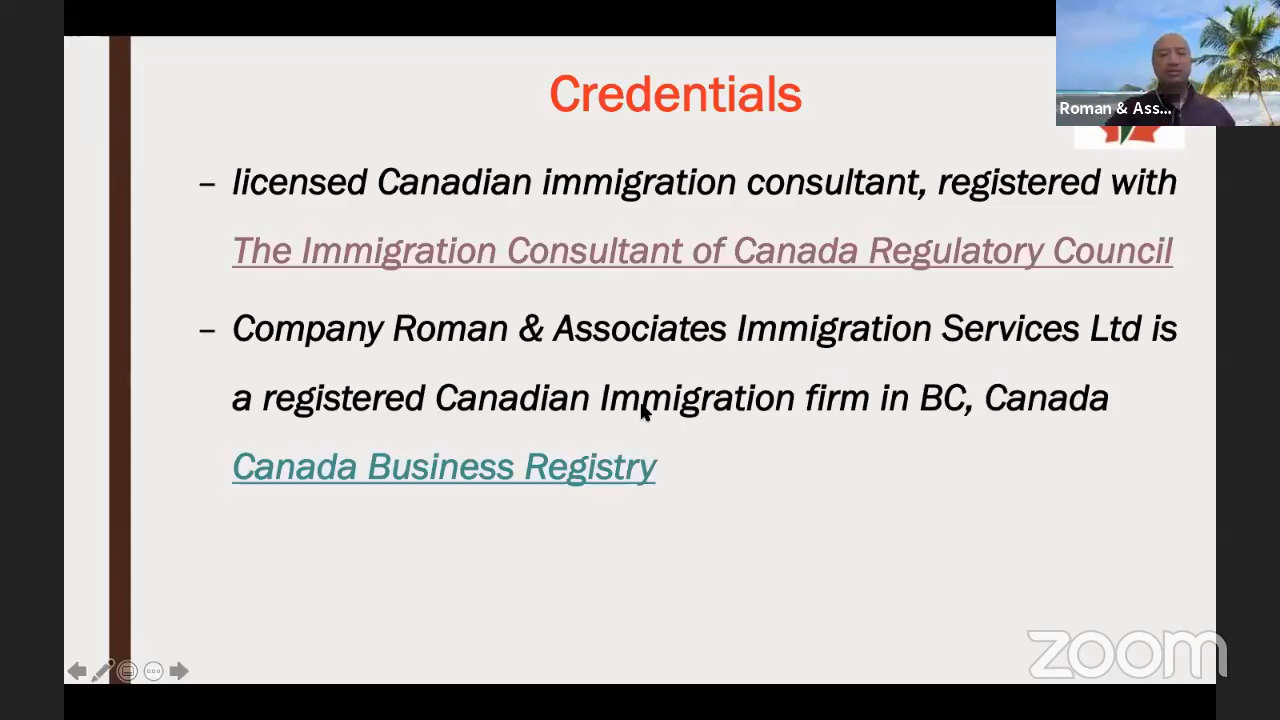 Credentials
Roman & Ass...
– licensed Canadian immigration consultant, registered with
The Immigration Consultant of Canada Regulatory Council
– Company Roman & Associates Immigration Services Ltd is
a registered Canadian Immigration firm in BC, Canada
Canada Business Registry
zoom